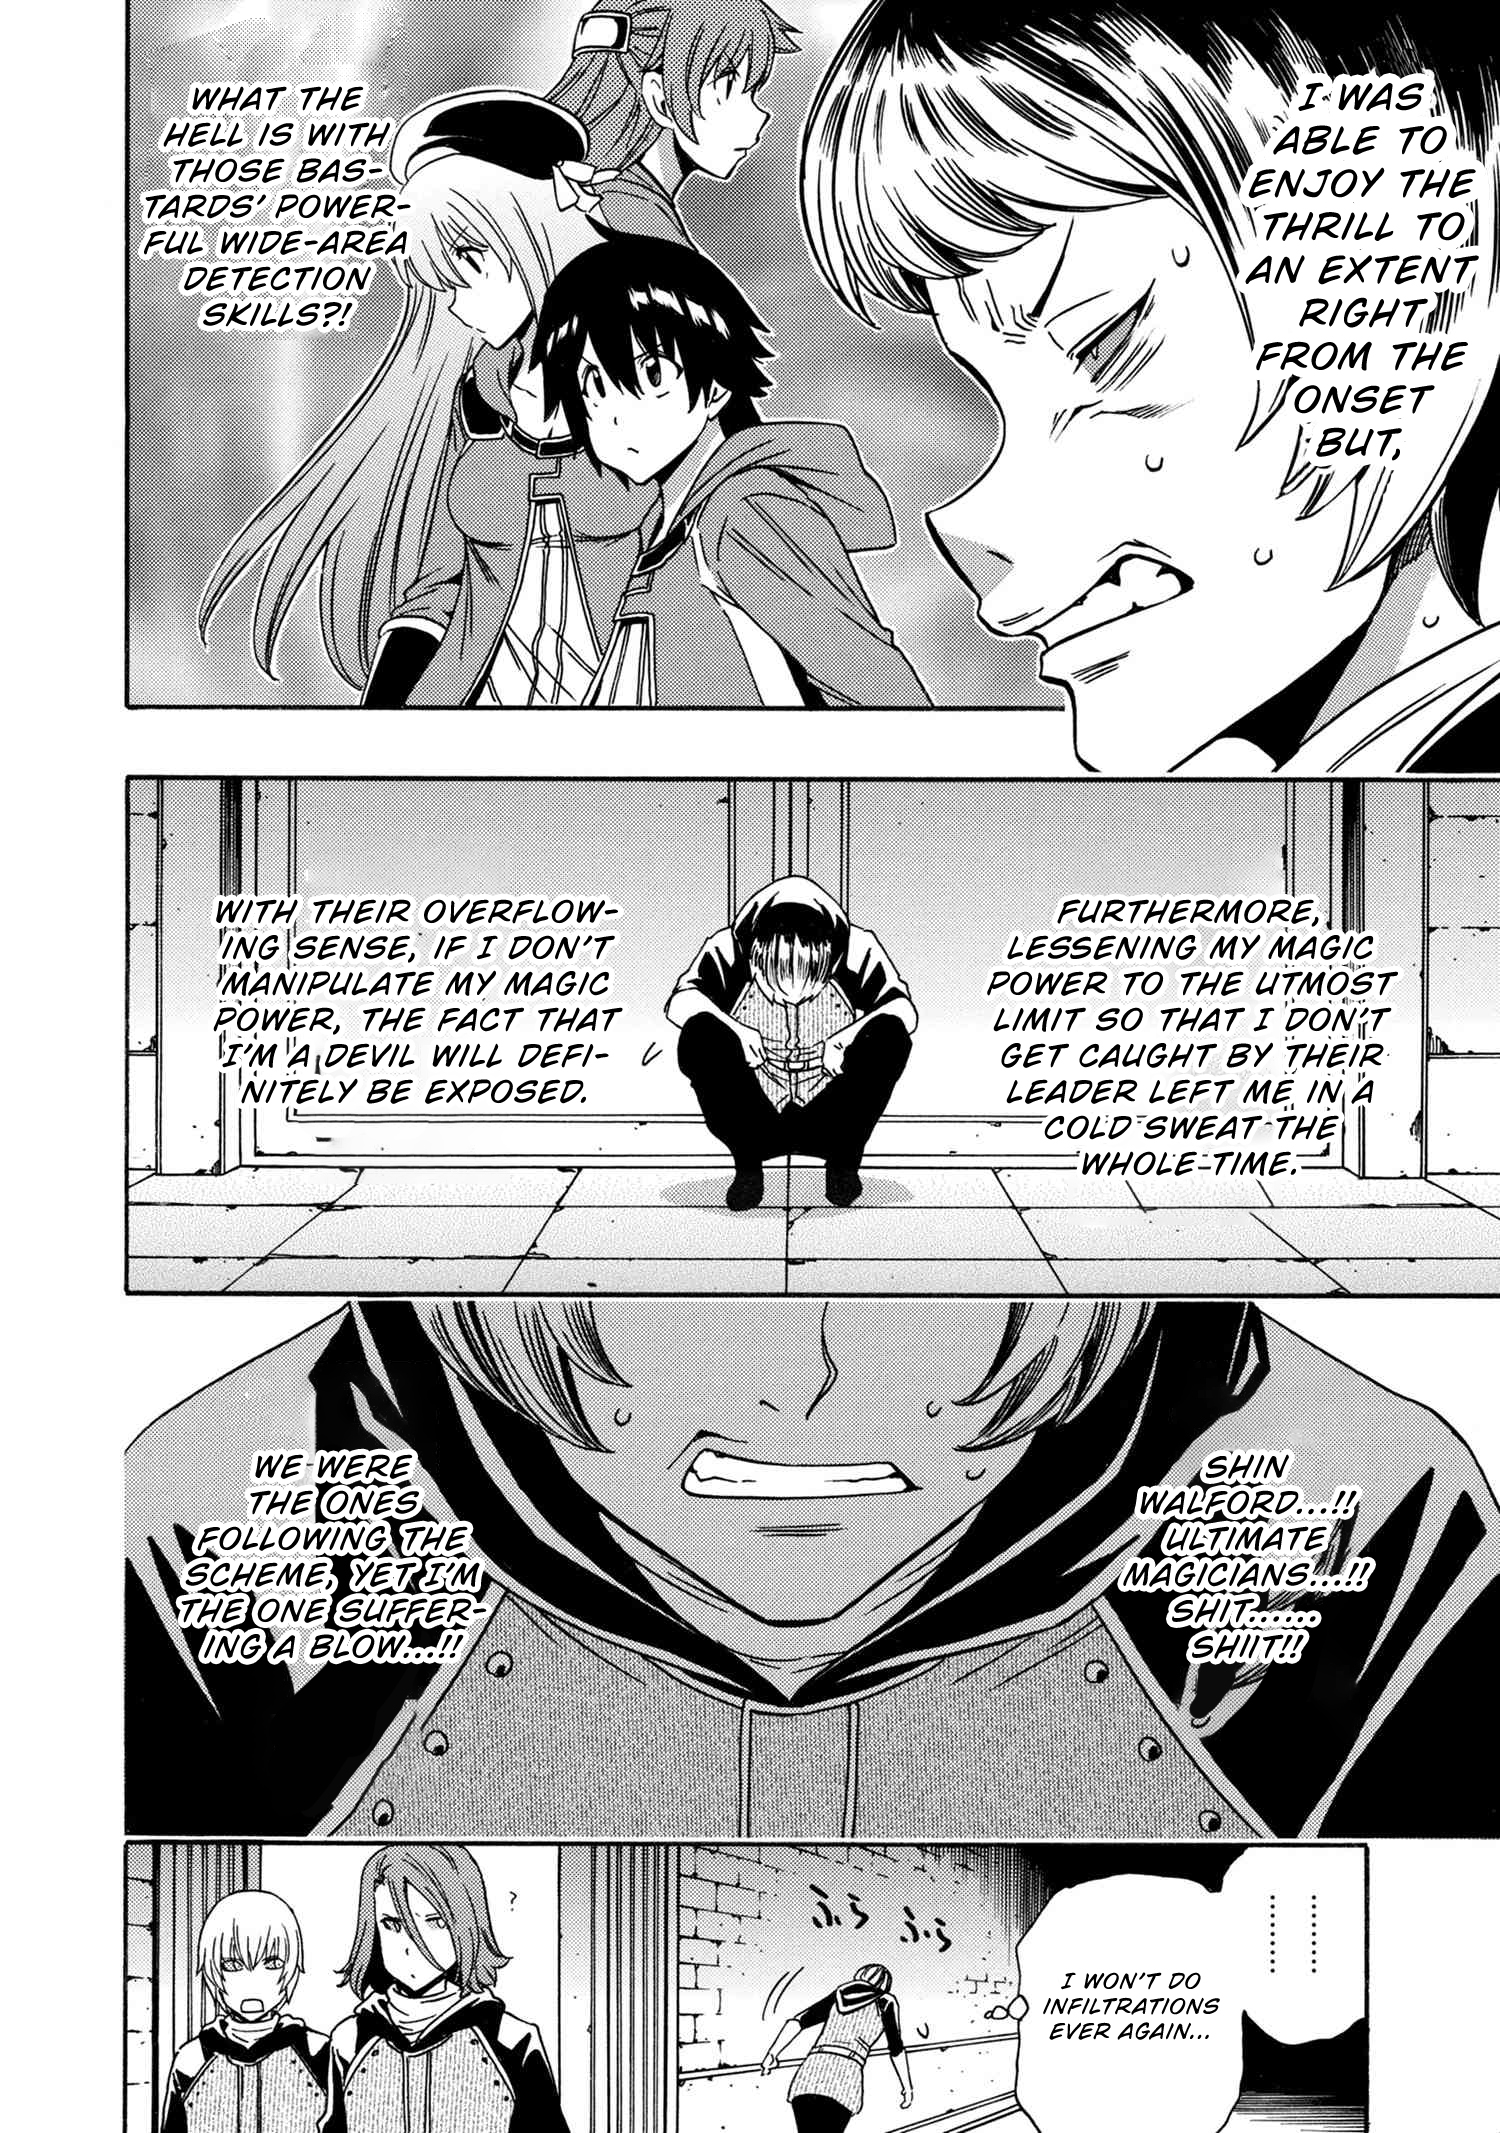 I WAS
ABLE TO
ENJOY THE
THRILL TO
AN EXTENT
RIGHT
FROM THE
ONSET
BUT,
WHAT THE
HELL IS WITH
THOSE BAS-
TARDS' POWER-
FUL WIDE-AREA
DETECTION
SKILLS?!
FURTHERMORE,
LESSENING MY MAGIC
POWER TO THE UTMOST
LIMIT SO THAT I DON'T
GET CAUGHT BY THEIR
LEADER LEFT ME IN A
COLD SWEAT THE
WHOLE TIME.
WITH THEIR OVERFLOW-
ING SENSE, IF I DON'T
MANIPULATE MY MAGIC
POWER, THE FACT THAT
I'M A DEVIL WILL DEFI-
NITELY BE EXPOSED.
SHIN
WALFORD...!!
ULTIMATE
MAGICIANS...!!
SHIT......
SHIIT!!
WE WERE
THE ONES
FOLLOWING THE
SCHEME, YET I'M
THE ONE SUFFER-
ING A BLOW...!!
............
I WON'T DO
INFILTRATIONS
EVER AGAIN...
ふら
ふら
?